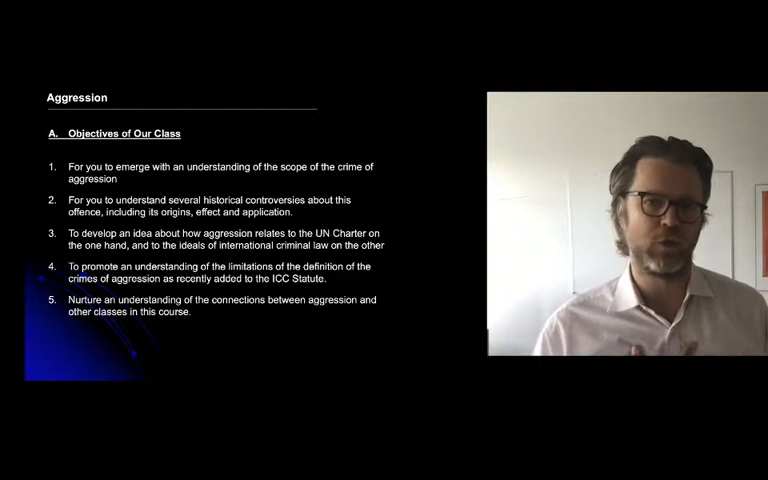 Aggression
A. Objectives of Our Class
1. For you to emerge with an understanding of the scope of the crime of
aggression
2. For you to understand several historical controversies about this
offence, including its origins, effect and application.
3. To develop an idea about how aggression relates to the UN Charter on
the one hand, and to the ideals of international criminal law on the other
4. To promote an understanding of the limitations of the definition of the
crimes of aggression as recently added to the ICC Statute.
5. Nurture an understanding of the connections between aggression and
other classes in this course.